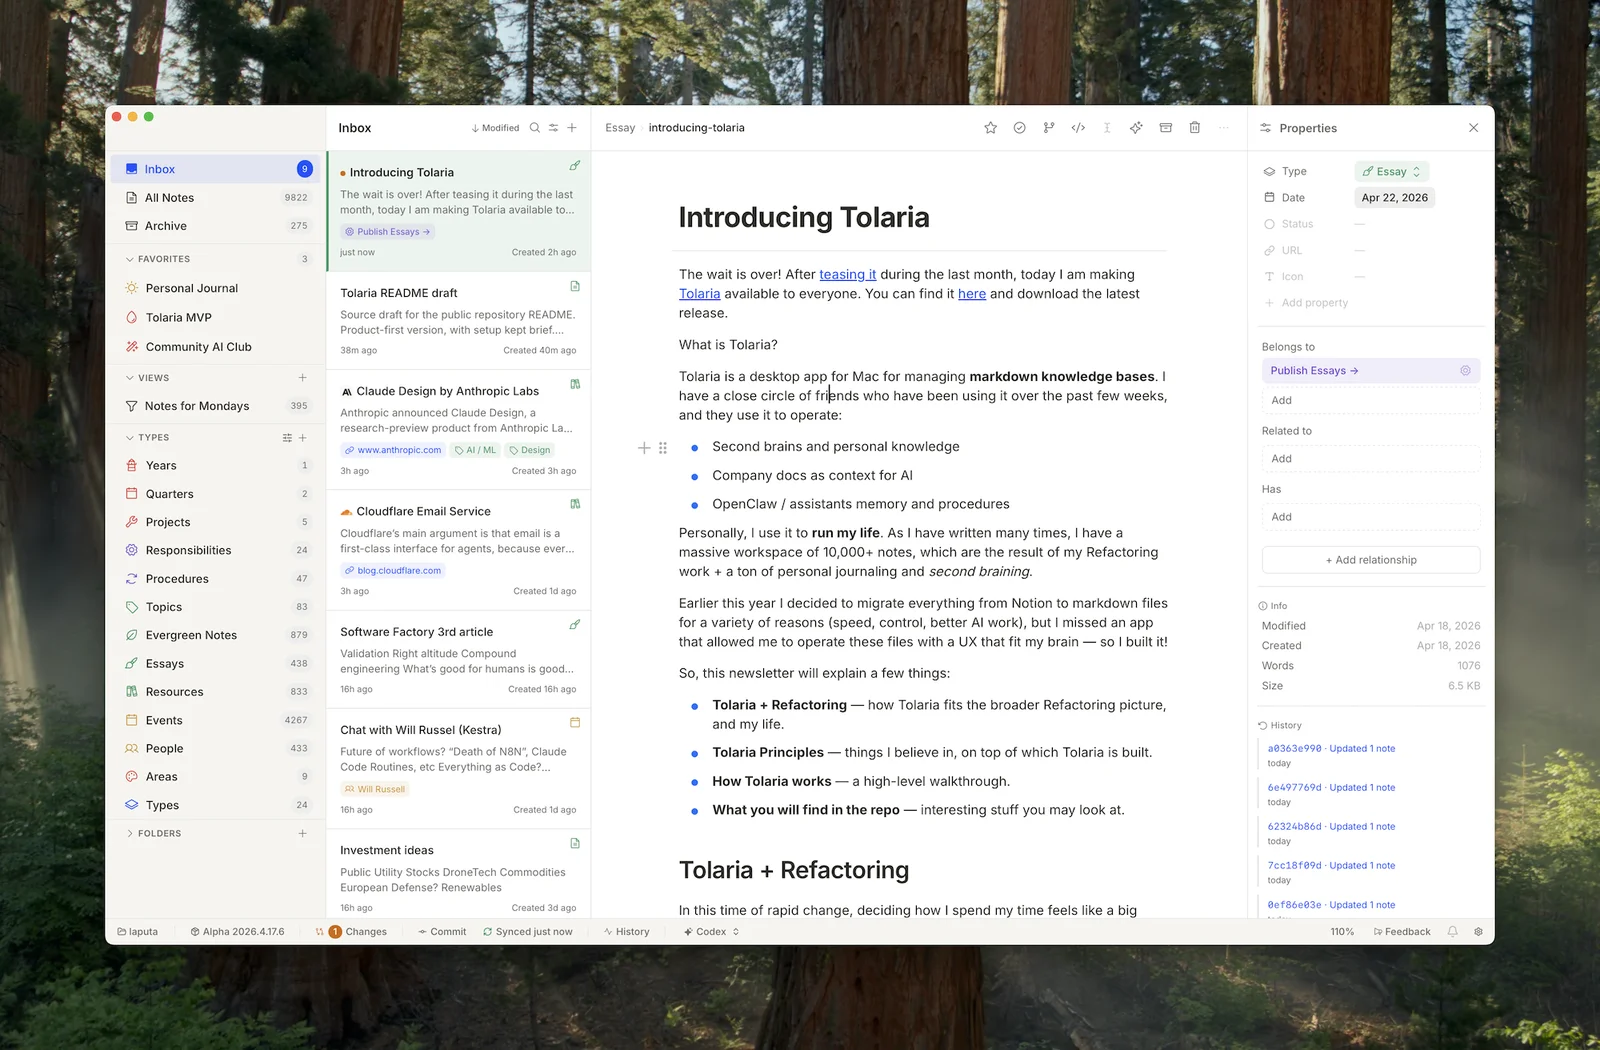 Inbox
9
All Notes
9822
Archive
275
FAVORITES
3
Personal Journal
Tolaria MVP
Community AI Club
VIEWS
Notes for Mondays
395
TYPES
Years
1
Quarters
2
Projects
5
Responsibilities
24
Procedures
47
Topics
83
Evergreen Notes
879
Essays
438
Resources
833
Events
4267
People
433
Areas
9
Types
24
FOLDERS
Inbox
Modified
Introducing Tolaria
The wait is over! After teasing it during the last
month, today I am making Tolaria available to...
Publish Essays →
just now
Created 2h ago
Tolaria README draft
Source draft for the public repository README.
Product-first version, with setup kept brief....
38m ago
Created 40m ago
Claude Design by Anthropic Labs
Anthropic announced Claude Design, a
research-preview product from Anthropic La...
www.anthropic.com
AI / ML
Design
3h ago
Created 3h ago
Cloudflare Email Service
Cloudflare's main argument is that email is a
first-class interface for agents, because ever...
blog.cloudflare.com
3h ago
Created 1d ago
Software Factory 3rd article
Validation Right altitude Compound
engineering What's good for humans is good...
16h ago
Created 16h ago
Chat with Will Russel (Kestra)
Future of workflows? "Death of N8N", Claude
Code Routines, etc Everything as Code?...
Will Russell
16h ago
Created 1d ago
Investment ideas
Public Utility Stocks DroneTech Commodities
European Defense? Renewables
16h ago
Created 3d ago
Essay
introducing-tolaria
Introducing Tolaria
The wait is over! After teasing it during the last month, today I am making
Tolaria available to everyone. You can find it here and download the latest
release.
What is Tolaria?
Tolaria is a desktop app for Mac for managing markdown knowledge bases. I
have a close circle of friends who have been using it over the past few weeks,
and they use it to operate:
Second brains and personal knowledge
Company docs as context for AI
OpenClaw / assistants memory and procedures
Personally, I use it to run my life. As I have written many times, I have a
massive workspace of 10,000+ notes, which are the result of my Refactoring
work + a ton of personal journaling and second braining.
Earlier this year I decided to migrate everything from Notion to markdown files
for a variety of reasons (speed, control, better AI work), but I missed an app
that allowed me to operate these files with a UX that fit my brain — so I built it!
So, this newsletter will explain a few things:
Tolaria + Refactoring — how Tolaria fits the broader Refactoring picture,
and my life.
Tolaria Principles — things I believe in, on top of which Tolaria is built.
How Tolaria works — a high-level walkthrough.
What you will find in the repo — interesting stuff you may look at.
Tolaria + Refactoring
In this time of rapid change, deciding how I spend my time feels like a big
Properties
Type
Essay
Date
Apr 22, 2026
Status
—
URL
—
Icon
—
Add property
Belongs to
Publish Essays →
Add
Related to
Add
Has
Add
+ Add relationship
Info
Modified
Apr 18, 2026
Created
Apr 18, 2026
Words
1076
Size
6.5 KB
History
a0363e990 · Updated 1 note
today
6e497769d · Updated 1 note
today
62324b86d · Updated 1 note
today
7cc18f09d · Updated 1 note
today
0ef86e03e · Updated 1 note
laputa
Alpha 2026.4.17.6
1
Changes
Commit
Synced just now
History
Codex
110%
Feedback